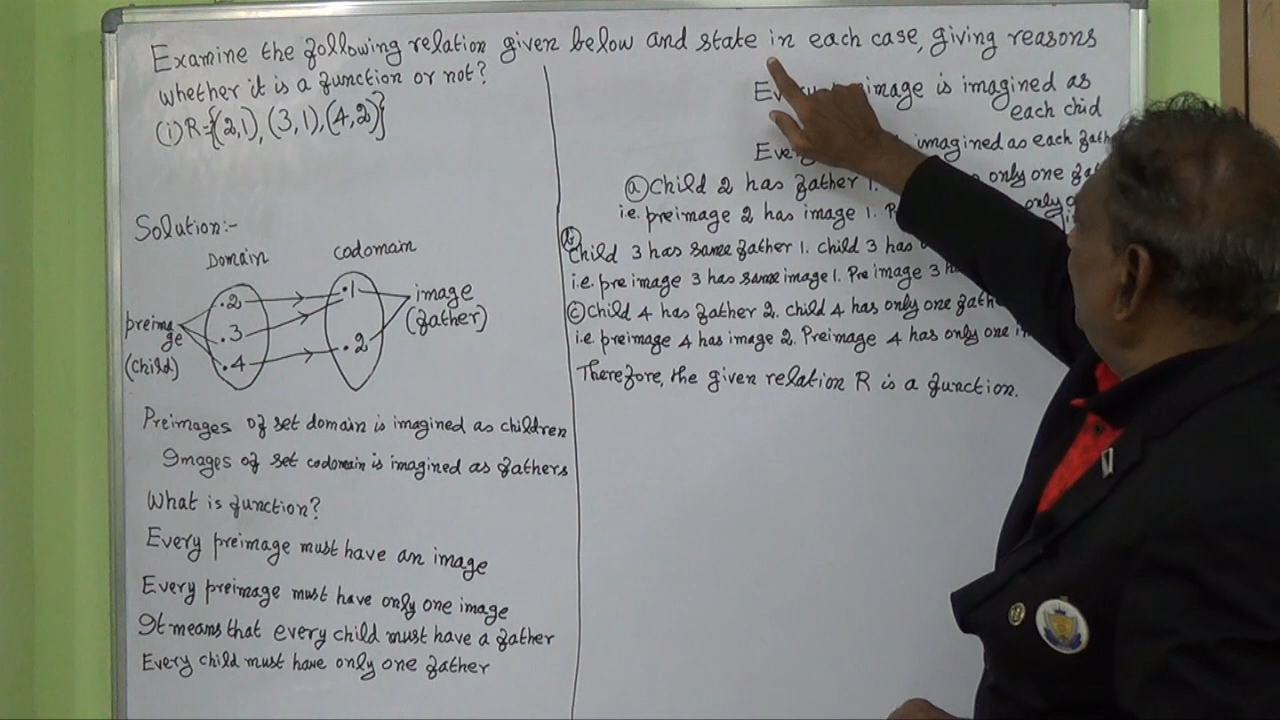 Examine the following relation given below and state in each case, giving reasons
whether it is a function or not?
(i) R={(2,1), (3,1), (4,2)}
Solution:-
Domain codomain
.2 .1
.3
.4 .2
preimage
(child)
image
(father)
Preimages of set domain is imagined as children
Images of set codomain is imagined as fathers
What is function?
Every preimage must have an image
Every preimage must have only one image
It means that every child must have a father
Every child must have only one father
image is imagined as
each chid
imagined as each
(a) Child 2 has father 1. only one
i.e. preimage 2 has image 1. only
(b)
Child 3 has same father 1. child 3 has
i.e. preimage 3 has same image 1. Preimage 3
(c) Child 4 has father 2. child 4 has only one
i.e. preimage 4 has image 2. Preimage 4 has only one
Therefore, the given relation R is a function.